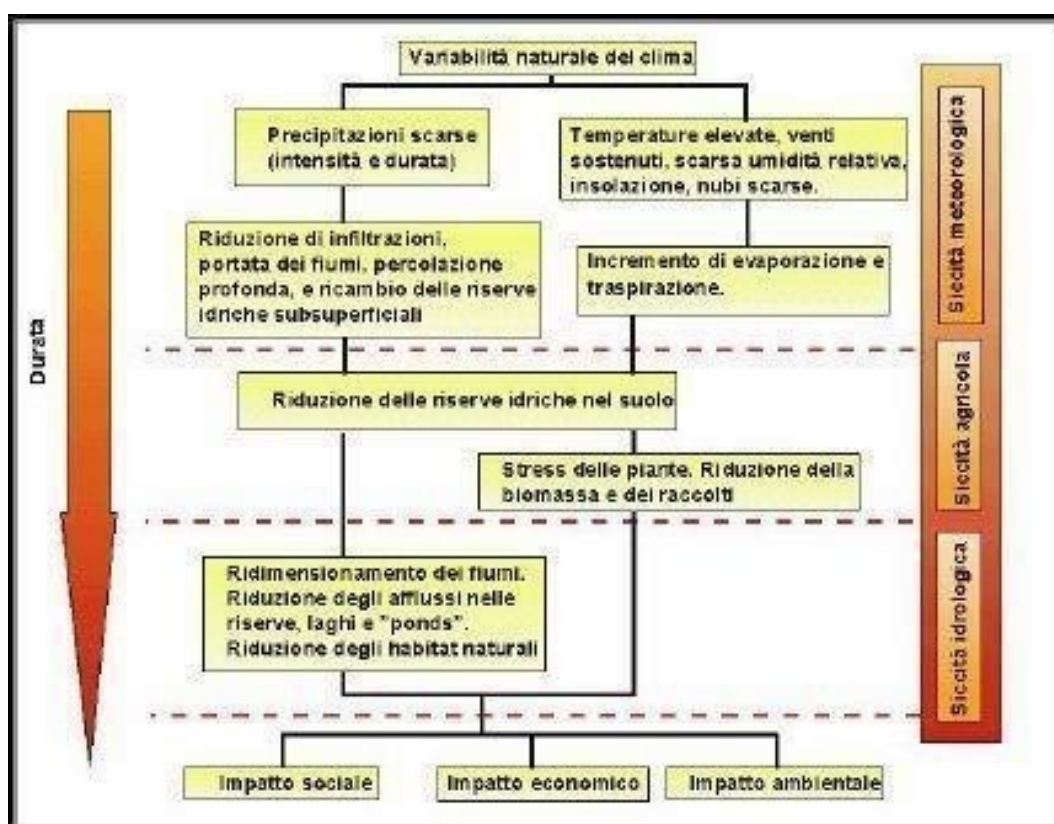 Variabilità naturale del clima
Precipitazioni scarse
(intensità e durata)
Temperature elevate, venti
sostenuti, scarsa umidità relativa,
insolazione, nubi scarse.
Riduzione di infiltrazioni,
portata dei fiumi, percolazione
profonda, e ricambio delle riserve
idriche subsuperficiali
Incremento di evaporazione e
traspirazione.
Siccità meteorologica
Durata
Riduzione delle riserve idriche nel suolo
Stress delle piante. Riduzione della
biomassa e dei raccolti
Siccità agricola
Ridimensionamento dei fiumi.
Riduzione degli afflussi nelle
riserve, laghi e "ponds".
Riduzione degli habitat naturali
Siccità idrologica
Impatto sociale
Impatto economico
Impatto ambientale